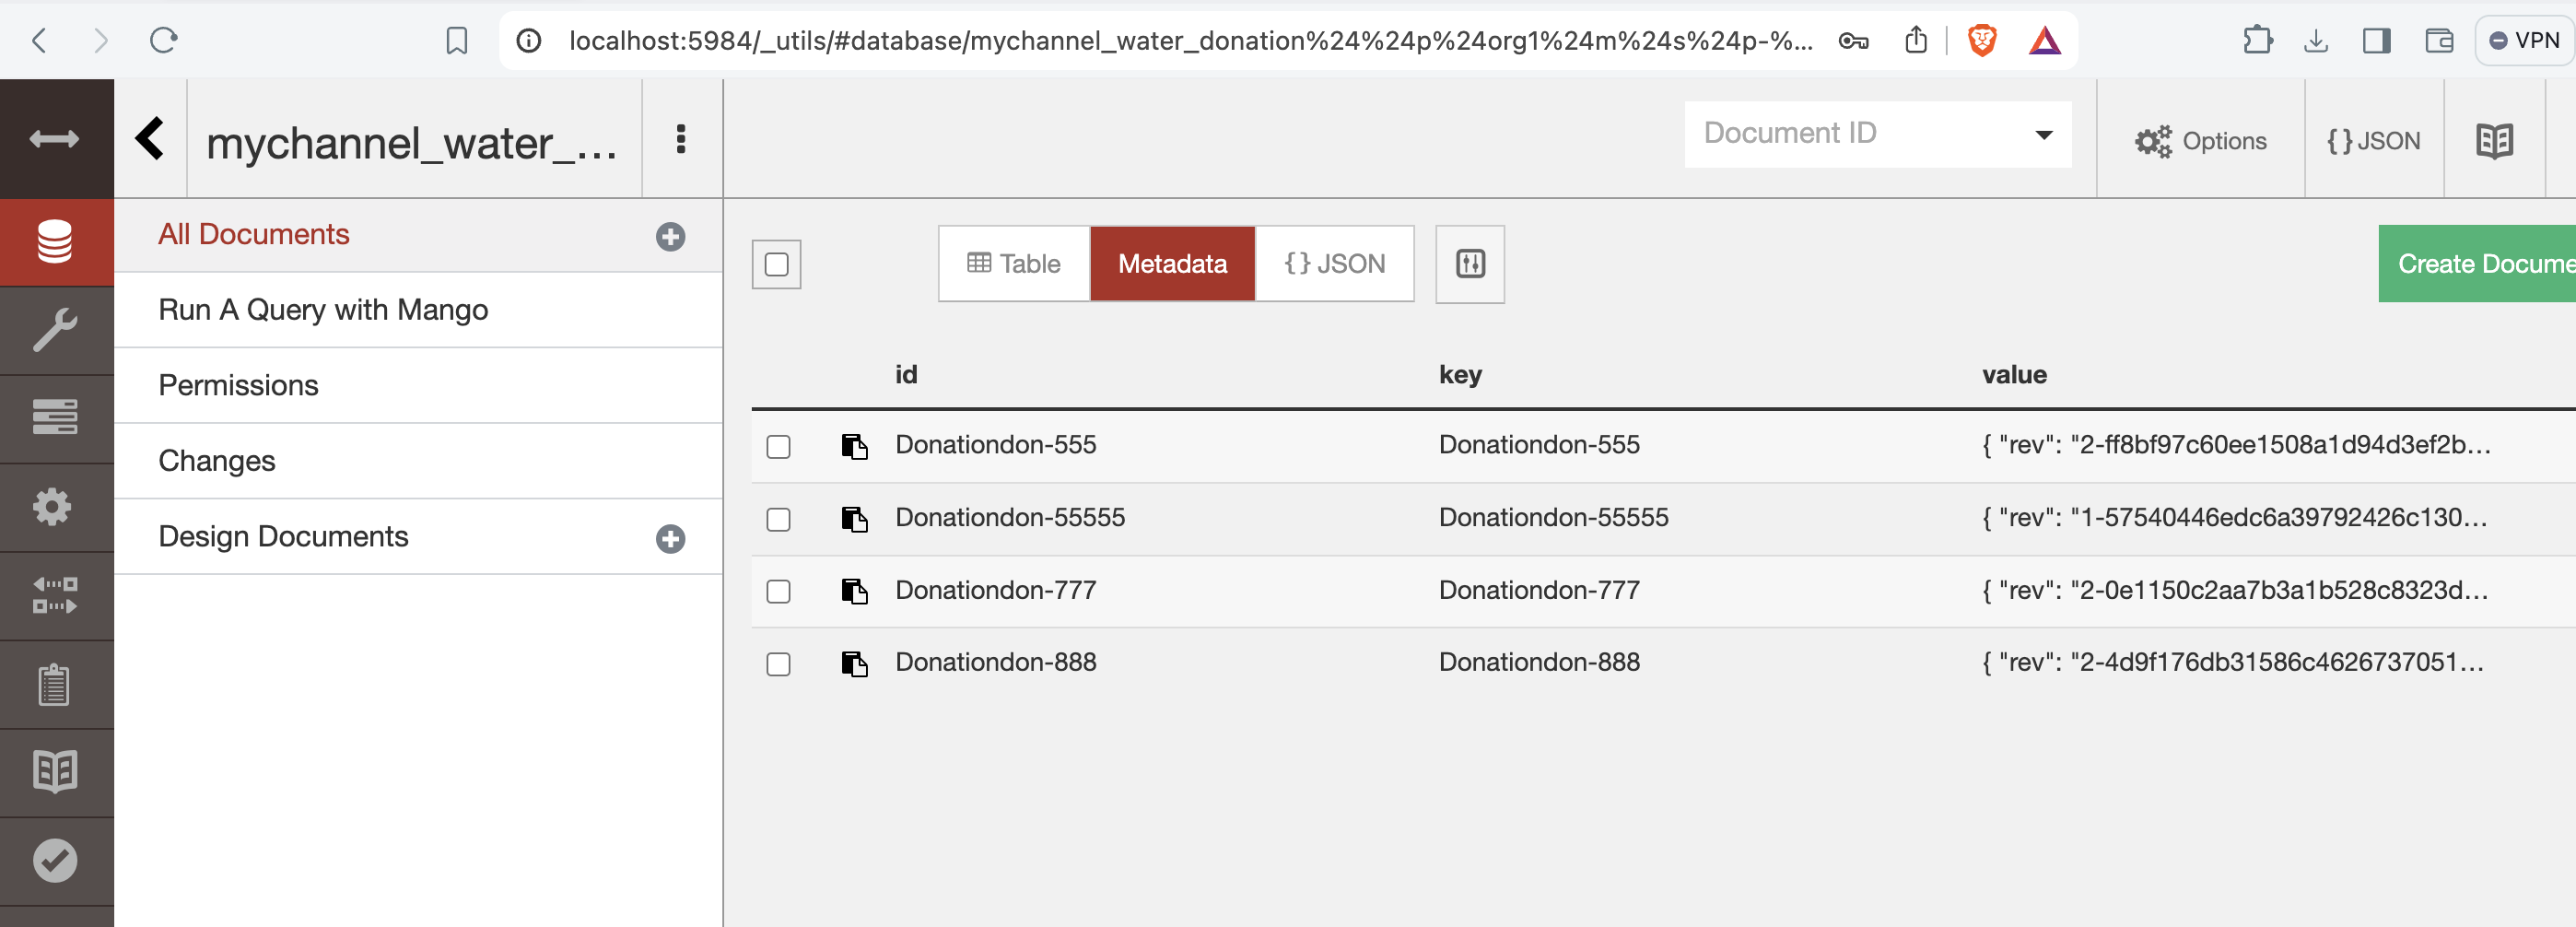 localhost:5984/_utils/#database/mychannel_water_donation%24%24p%24org1%24m%24s%24p-%...
VPN
mychannel_water_...
Document ID
Options
{} JSON
All Documents
Run A Query with Mango
Permissions
Changes
Design Documents
Table
Metadata
{} JSON
Create Docume
id key value
Donationdon-555 Donationdon-555 { "rev": "2-ff8bf97c60ee1508a1d94d3ef2b...
Donationdon-55555 Donationdon-55555 { "rev": "1-57540446edc6a39792426c130...
Donationdon-777 Donationdon-777 { "rev": "2-0e1150c2aa7b3a1b528c8323d...
Donationdon-888 Donationdon-888 { "rev": "2-4d9f176db31586c4626737051...